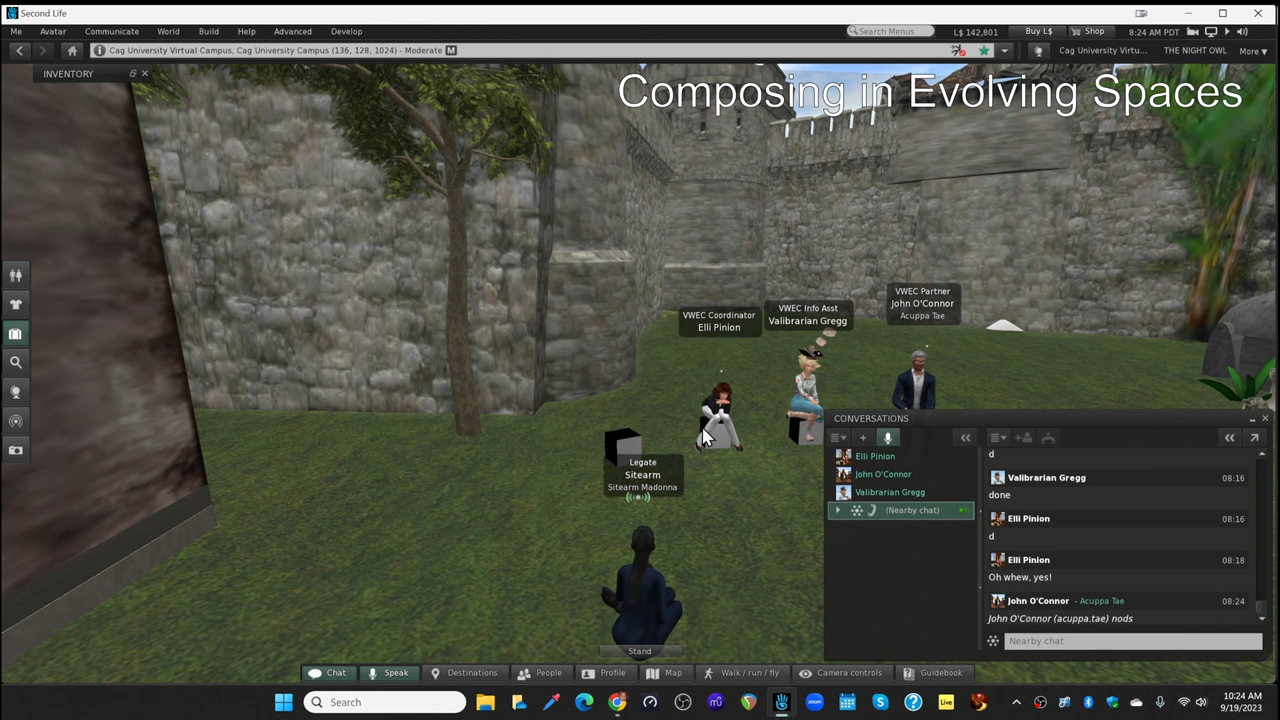 Second Life
Me Avatar Communicate World Build Help Advanced Develop
Search Menus
L$ 142,801
Buy L$
Shop
8:24 AM PDT
Cag University Virtual Campus, Cag University Campus (136, 128, 1024) - Moderate M
Cag University Virtu...
THE NIGHT OWL
More
INVENTORY
Composing in Evolving Spaces
VWEC Coordinator
Elli Pinion
VWEC Info Asst
Valibrarian Gregg
VWEC Partner
John O'Connor
Acuppa Tae
Legate
Sitearm
Sitearm Madonna
Stand
CONVERSATIONS
Elli Pinion
John O'Connor
Valibrarian Gregg
(Nearby chat)
d
Valibrarian Gregg 08:16
done
Elli Pinion 08:16
d
Elli Pinion 08:18
Oh whew, yes!
John O'Connor - Acuppa Tae 08:24
John O'Connor (acuppa.tae) nods
Nearby chat
Chat Speak Destinations People Profile Map Walk / run / fly Camera controls Guidebook
Search
zoom
Live
10:24 AM
9/19/2023